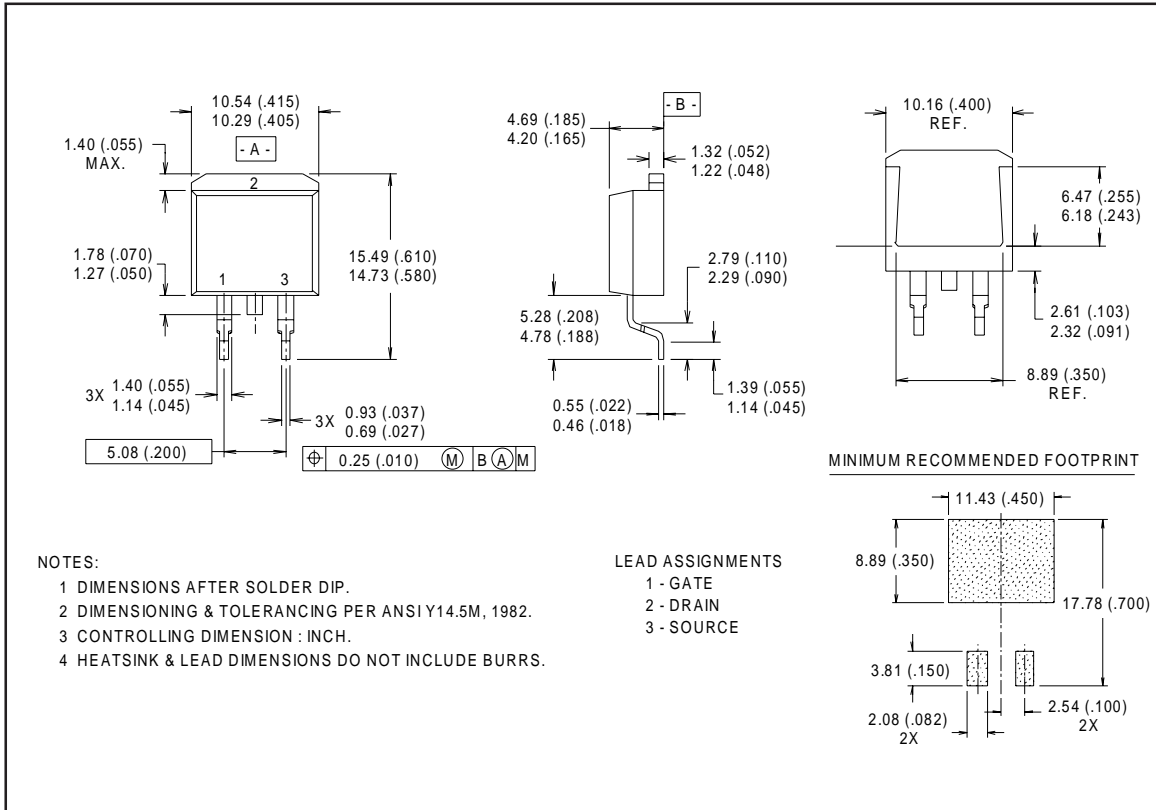 10.54 (.415)
10.29 (.405)
- A -
1.40 (.055)
MAX.
2
1.78 (.070)
1.27 (.050)
1
3
15.49 (.610)
14.73 (.580)
3X
1.40 (.055)
1.14 (.045)
3X
0.93 (.037)
0.69 (.027)
5.08 (.200)
⌖ 0.25 (.010) Ⓜ B Ⓐ M
- B -
4.69 (.185)
4.20 (.165)
1.32 (.052)
1.22 (.048)
2.79 (.110)
2.29 (.090)
5.28 (.208)
4.78 (.188)
1.39 (.055)
1.14 (.045)
0.55 (.022)
0.46 (.018)
10.16 (.400)
REF.
6.47 (.255)
6.18 (.243)
2.61 (.103)
2.32 (.091)
8.89 (.350)
REF.
MINIMUM RECOMMENDED FOOTPRINT
11.43 (.450)
8.89 (.350)
17.78 (.700)
3.81 (.150)
2.08 (.082)
2X
2.54 (.100)
2X
NOTES:
1 DIMENSIONS AFTER SOLDER DIP.
2 DIMENSIONING & TOLERANCING PER ANSI Y14.5M, 1982.
3 CONTROLLING DIMENSION : INCH.
4 HEATSINK & LEAD DIMENSIONS DO NOT INCLUDE BURRS.
LEAD ASSIGNMENTS
1 - GATE
2 - DRAIN
3 - SOURCE